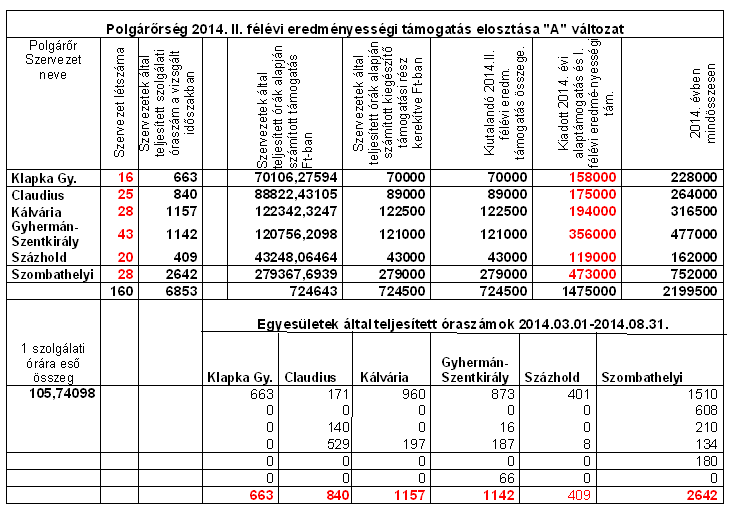 Polgárőrség 2014. II. félévi eredményességi támogatás elosztása "A" változat
Polgárőr
Szervezet
neve
Szervezet létszáma
Szervezetek által
teljesített szolgálati
óraszám a vizsgált
időszakban
Szervezetek által
teljesített órák alapján
számított támogatás
Ft-ban
Szervezetek által
teljesített órák alapján
számított kiegészítő
támogatási rész
kerekítve Ft-ban
Kiutalandó 2014.II.
félévi eredm.
támogatás összege.
Kiadott 2014. évi
alaptámogatás és I.
félévi eredmé-nyességi
tám.
2014. évben
mindösszesen
Klapka Gy. 16 663 70106,27594 70000 70000 158000 228000
Claudius 25 840 88822,43105 89000 89000 175000 264000
Kálvária 28 1157 122342,3247 122500 122500 194000 316500
Gyhermán-
Szentkirály 43 1142 120756,2098 121000 121000 356000 477000
Százhold 20 409 43248,06464 43000 43000 119000 162000
Szombathelyi 28 2642 279367,6939 279000 279000 473000 752000
160 6853 724643 724500 724500 1475000 2199500
Egyesületek által teljesített óraszámok 2014.03.01-2014.08.31.
1 szolgálati
órára eső
összeg
Klapka Gy. Claudius Kálvária Gyhermán-
Szentkirály Százhold Szombathelyi
105,74098 663 171 960 873 401 1510
0 0 0 0 0 608
0 140 0 16 0 210
0 529 197 187 8 134
0 0 0 0 0 180
0 0 0 66 0 0
663 840 1157 1142 409 2642